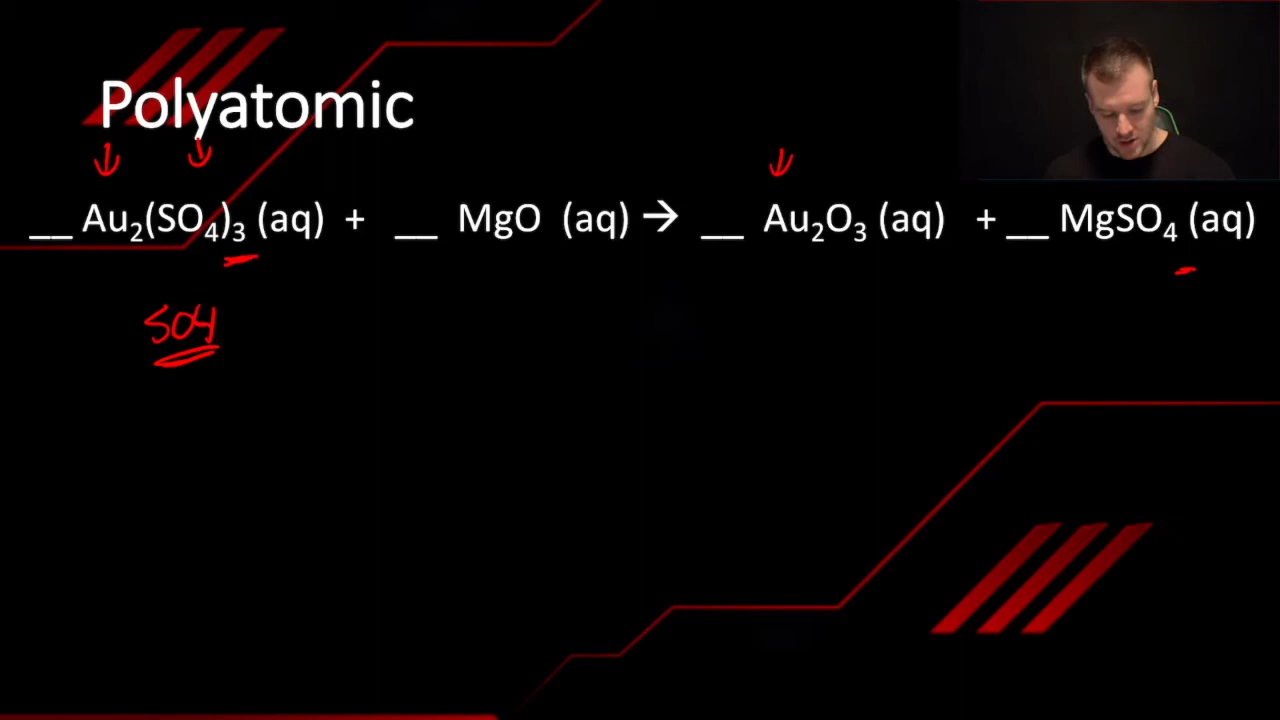 Polyatomic
__ Au₂(SO₄)₃ (aq) + __ MgO (aq) → __ Au₂O₃ (aq) + __ MgSO₄ (aq)
SO4